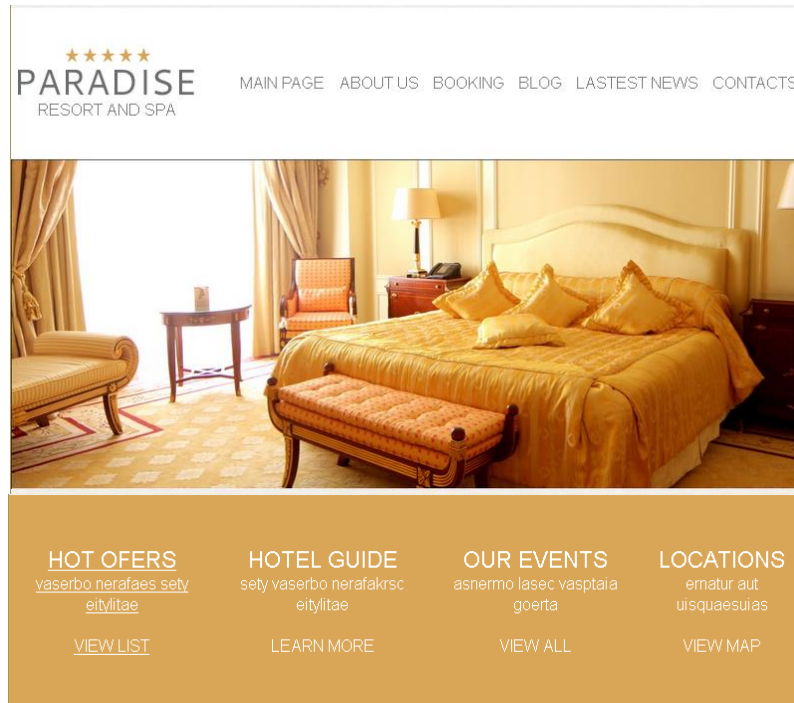 PARADISE
RESORT AND SPA
MAIN PAGE ABOUT US BOOKING BLOG LASTEST NEWS CONTACTS
HOT OFERS
vaserbo nerafaes sety
eitylitae
VIEW LIST
HOTEL GUIDE
sety vaserbo nerafakrsc
eitylitae
LEARN MORE
OUR EVENTS
asnermo lasec vasptaia
goerta
VIEW ALL
LOCATIONS
ernatur aut
uisquaesuias
VIEW MAP